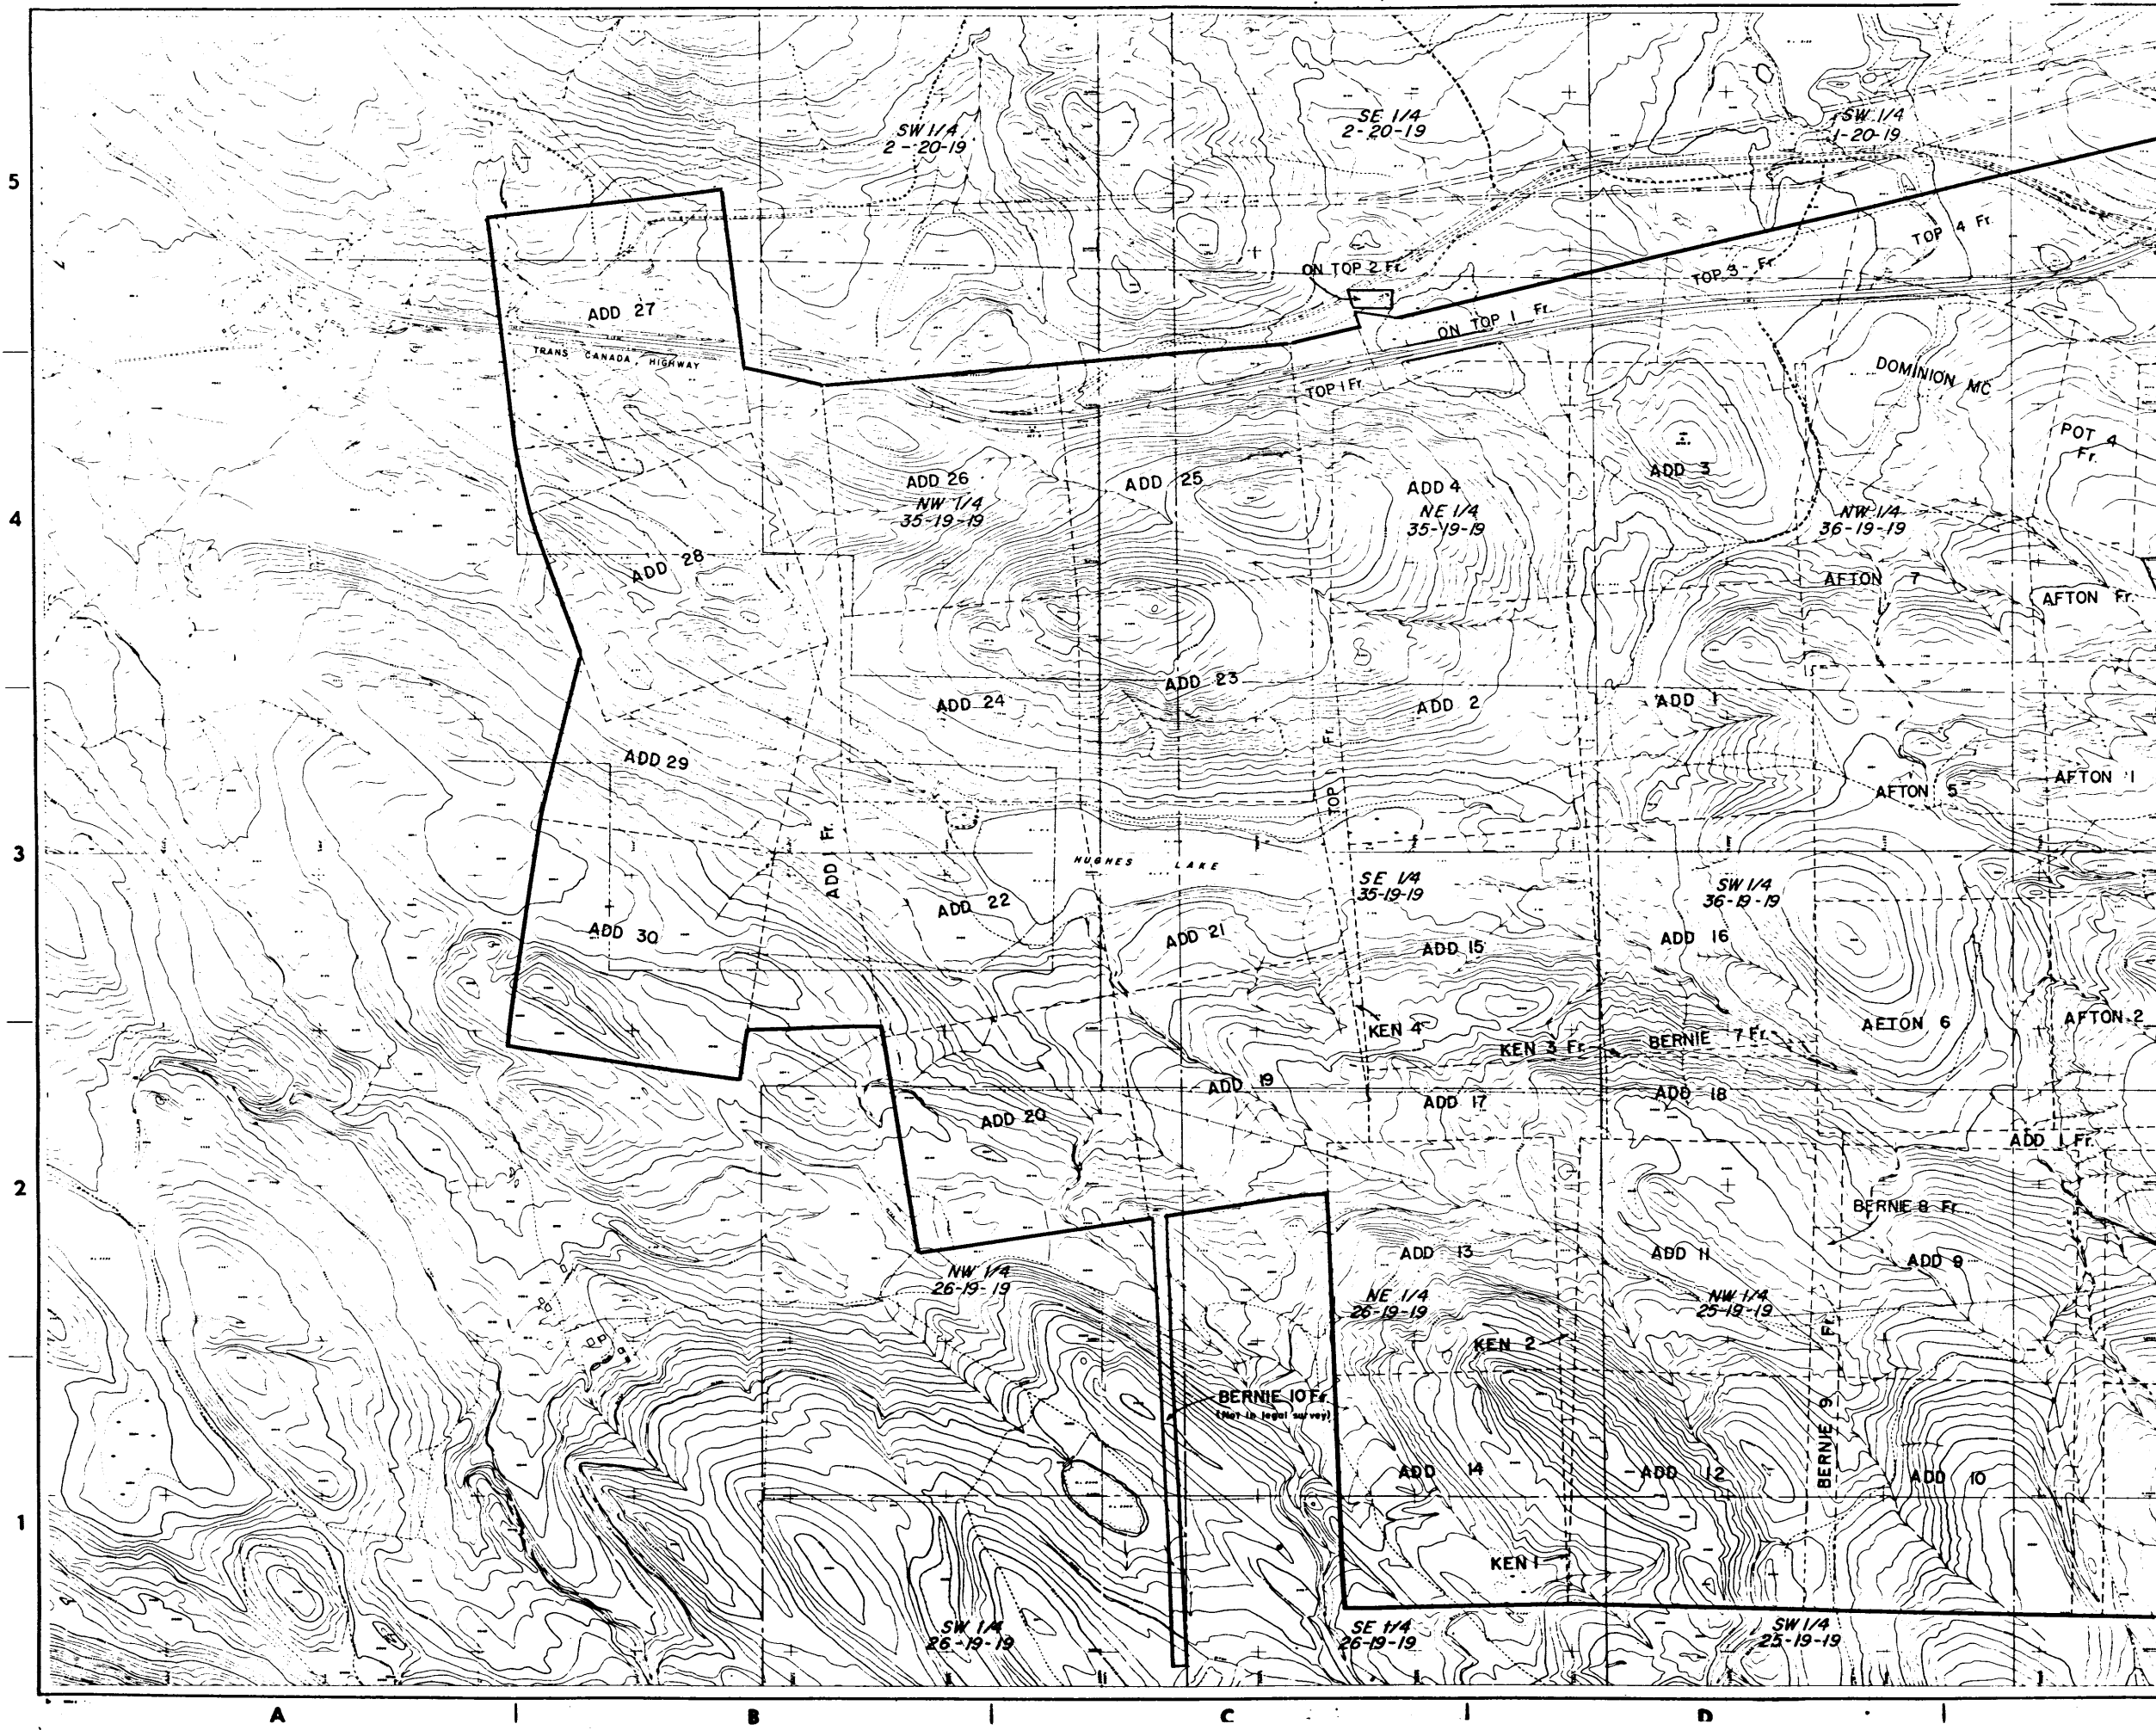 SW 1/4
2-20-19
SE 1/4
2-20-19
SW 1/4
1-20-19
5
TOP 4 Fr.
ON TOP 2 Fr.
TOP 3 Fr.
ADD 27
ON TOP 1 Fr.
TRANS CANADA HIGHWAY
TOP 1 Fr.
DOMINION MC
POT 4
Fr.
ADD 3
ADD 26
NW 1/4
35-19-19
ADD 25
ADD 4
NE 1/4
35-19-19
4
NW 1/4
36-19-19
ADD 28
AFTON 7
AFTON Fr.
ADD 24
ADD 23
ADD 2
ADD 1
ADD 29
TOP 1 Fr.
AFTON 5
AFTON 1
3
ADD 1 Fr.
HUGHES LAKE
SE 1/4
35-19-19
SW 1/4
36-19-19
ADD 22
ADD 30
ADD 21
ADD 15
ADD 16
KEN 4
KEN 3 Fr.
BERNIE 7 Fr.
AFTON 6
AFTON 2
ADD 19
ADD 20
ADD 17
ADD 18
ADD 1 Fr.
2
BERNIE 8 Fr.
NW 1/4
26-19-19
ADD 13
NE 1/4
26-19-19
ADD 11
NW 1/4
25-19-19
ADD 9
KEN 2
BERNIE 10 Fr.
(Not in legal survey)
BERNIE 9 Fr.
ADD 14
ADD 12
ADD 10
1
KEN 1
SW 1/4
26-19-19
SE 1/4
26-19-19
SW 1/4
25-19-19
A
B
C
D